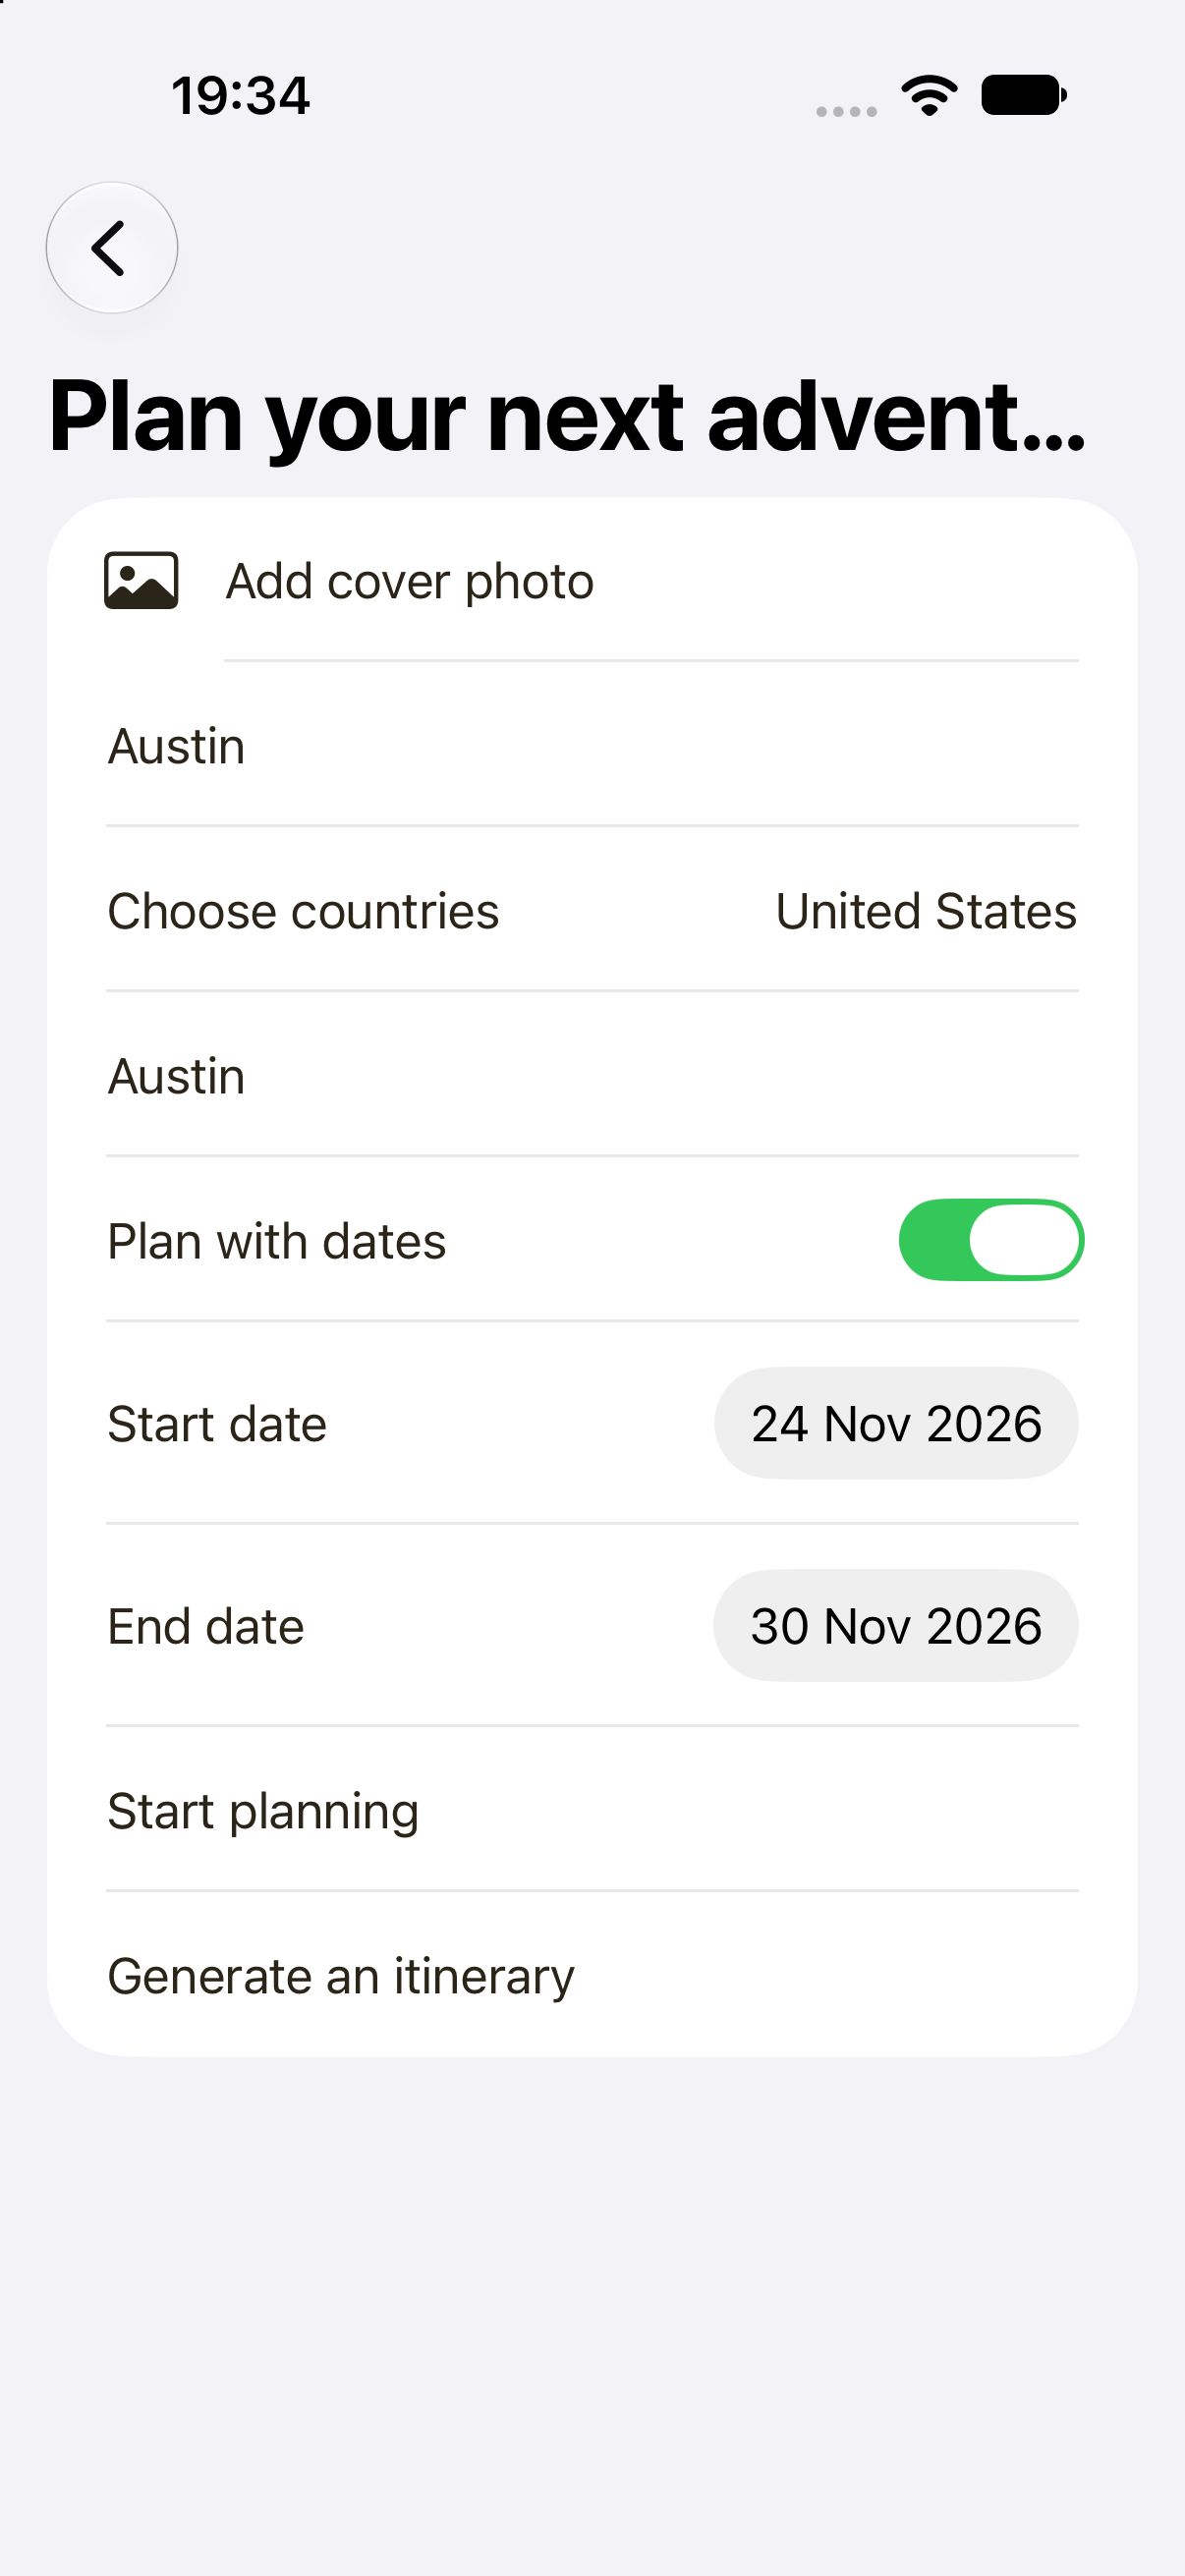 19:34
Plan your next advent...
Add cover photo
Austin
Choose countries United States
Austin
Plan with dates
Start date 24 Nov 2026
End date 30 Nov 2026
Start planning
Generate an itinerary